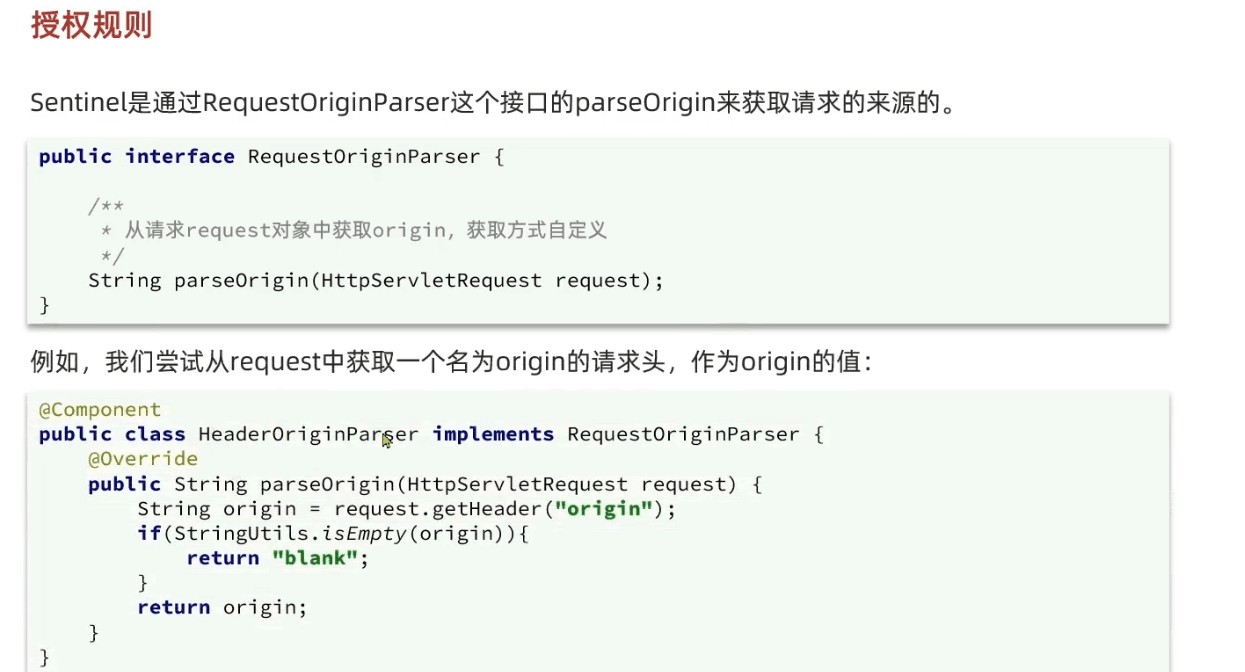 授权规则
Sentinel是通过RequestOriginParser这个接口的parseOrigin来获取请求的来源的。
public interface RequestOriginParser {
/**
* 从请求request对象中获取origin，获取方式自定义
*/
String parseOrigin(HttpServletRequest request);
}
例如，我们尝试从request中获取一个名为origin的请求头，作为origin的值：
@Component
public class HeaderOriginParser implements RequestOriginParser {
@Override
public String parseOrigin(HttpServletRequest request) {
String origin = request.getHeader("origin");
if(StringUtils.isEmpty(origin)){
return "blank";
}
return origin;
}
}